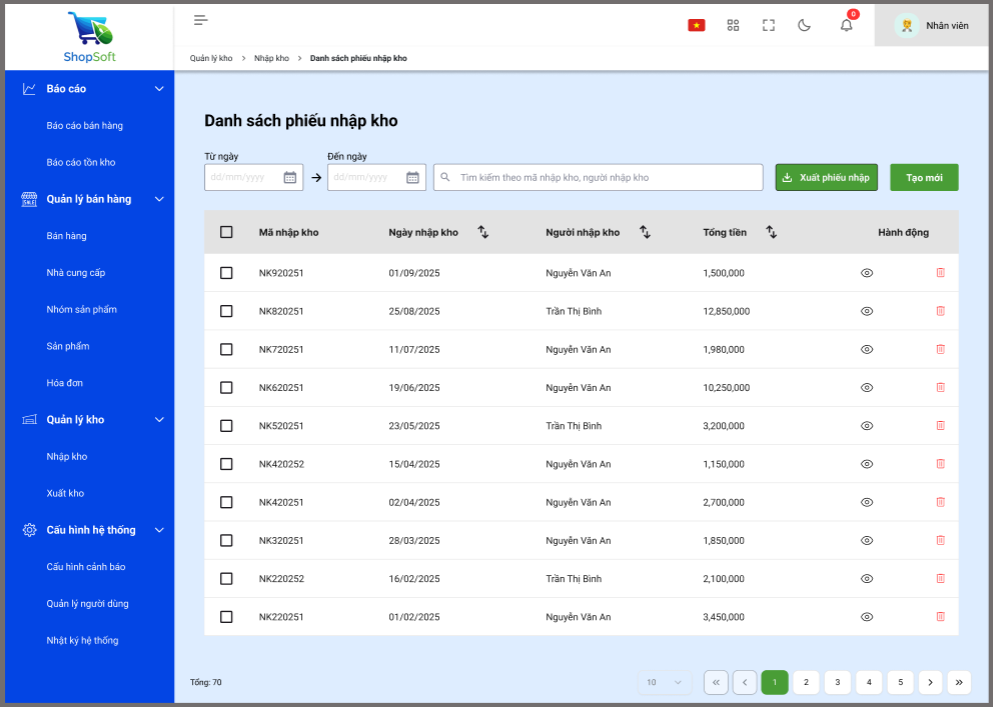 ShopSoft
0
Nhân viên
Quản lý kho > Nhập kho > Danh sách phiếu nhập kho
Báo cáo
Báo cáo bán hàng
Báo cáo tồn kho
Quản lý bán hàng
Bán hàng
Nhà cung cấp
Nhóm sản phẩm
Sản phẩm
Hóa đơn
Quản lý kho
Nhập kho
Xuất kho
Cấu hình hệ thống
Cấu hình cảnh báo
Quản lý người dùng
Nhật ký hệ thống
Danh sách phiếu nhập kho
Từ ngày Đến ngày
dd/mm/yyyy dd/mm/yyyy Tìm kiếm theo mã nhập kho, người nhập kho Xuất phiếu nhập Tạo mới
Mã nhập kho Ngày nhập kho Người nhập kho Tổng tiền Hành động
NK920251 01/09/2025 Nguyễn Văn An 1,500,000
NK820251 25/08/2025 Trần Thị Bình 12,850,000
NK720251 11/07/2025 Nguyễn Văn An 1,980,000
NK620251 19/06/2025 Nguyễn Văn An 10,250,000
NK520251 23/05/2025 Trần Thị Bình 3,200,000
NK420252 15/04/2025 Nguyễn Văn An 1,150,000
NK420251 02/04/2025 Nguyễn Văn An 2,700,000
NK320251 28/03/2025 Nguyễn Văn An 1,850,000
NK220252 16/02/2025 Trần Thị Bình 2,100,000
NK220251 01/02/2025 Nguyễn Văn An 3,450,000
Tổng: 70 10 « < 1 2 3 4 5 > »